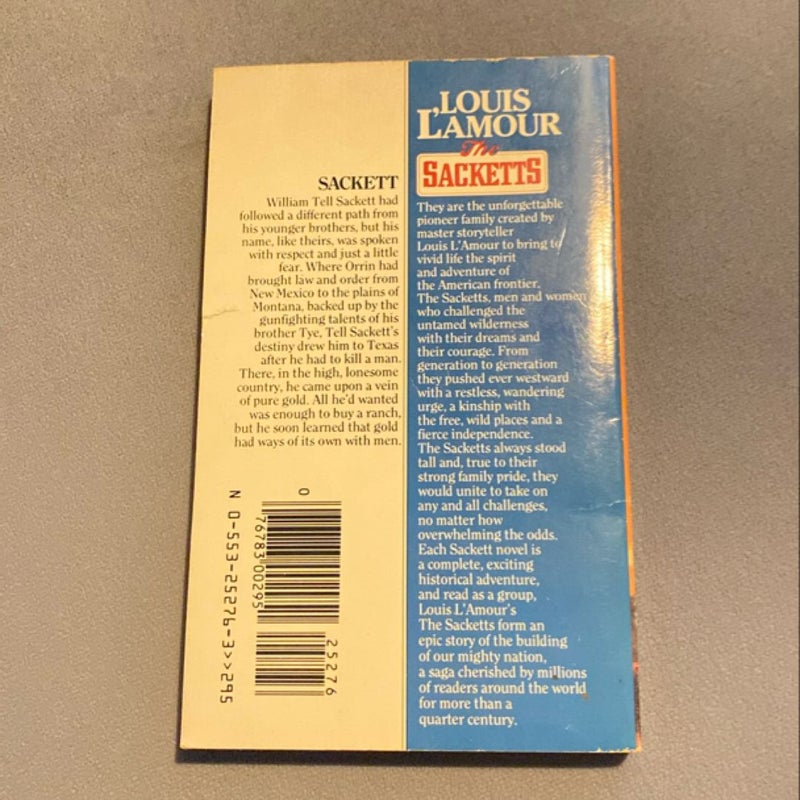 SACKETT
William Tell Sackett had
followed a different path from
his younger brothers, but his
name, like theirs, was spoken
with respect and just a little
fear. Where Orrin had
brought law and order from
New Mexico to the plains of
Montana, backed up by the
gunfighting talents of his
brother Tye, Tell Sackett's
destiny drew him to Texas
after he had to kill a man.
There, in the high, lonesome
country, he came upon a vein
of pure gold. All he'd wanted
was enough to buy a ranch,
but he soon learned that gold
had ways of its own with men.
0
76783 00295
25276
N 0-553-25276-3>>295
LOUIS
L'AMOUR
The
SACKETTS
They are the unforgettable
pioneer family created by
master storyteller
Louis L'Amour to bring to
vivid life the spirit
and adventure of
the American frontier.
The Sacketts, men and women
who challenged the
untamed wilderness
with their dreams and
their courage. From
generation to generation
they pushed ever westward
with a restless, wandering
urge, a kinship with
the free, wild places and a
fierce independence.
The Sacketts always stood
tall and, true to their
strong family pride, they
would unite to take on
any and all challenges,
no matter how
overwhelming the odds.
Each Sackett novel is
a complete, exciting
historical adventure,
and read as a group,
Louis L'Amour's
The Sacketts form an
epic story of the building
of our mighty nation,
a saga cherished by millions
of readers around the world
for more than a
quarter century.